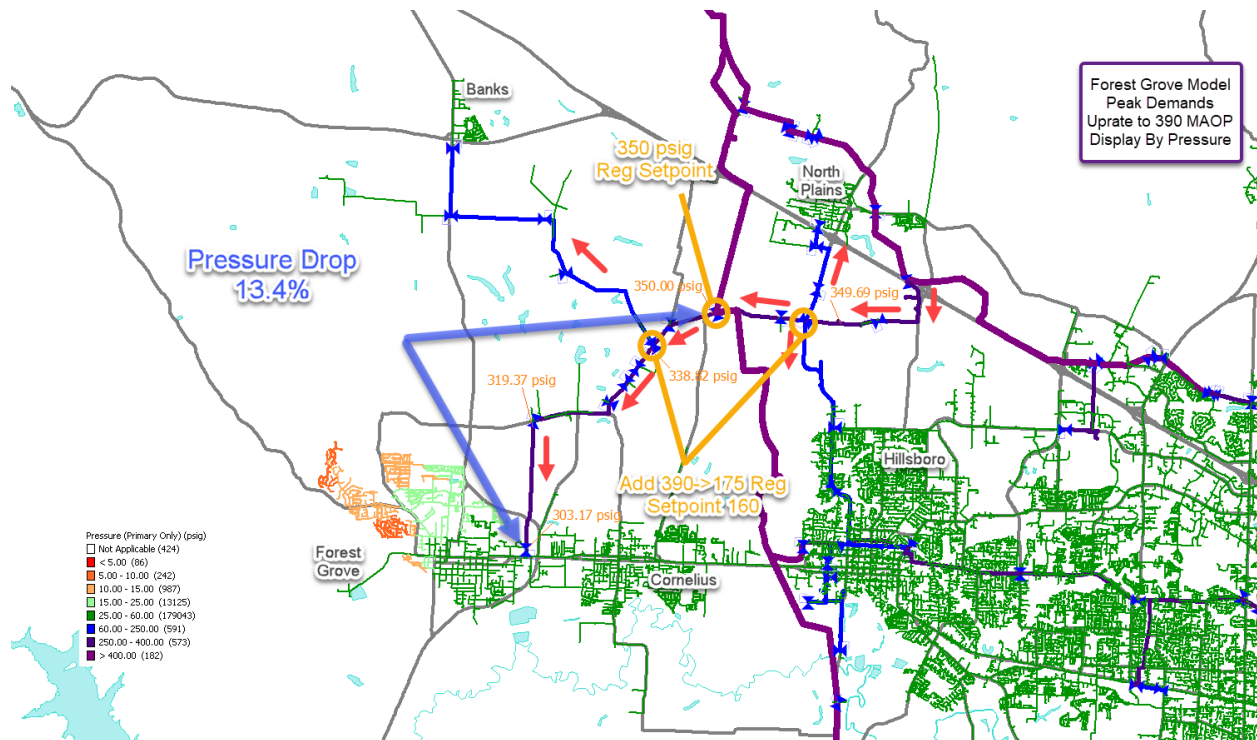 Banks
Forest Grove Model
Peak Demands
Uprate to 390 MAOP
Display By Pressure
350 psig
Reg Setpoint
North
Plains
Pressure Drop
13.4%
350.00 psig
349.69 psig
338.82 psig
319.37 psig
Hillsboro
Add 390->175 Reg
Setpoint 160
303.17 psig
Forest
Grove
Cornelius
Pressure (Primary Only) (psig)
Not Applicable (424)
< 5.00 (86)
5.00 - 10.00 (242)
10.00 - 15.00 (987)
15.00 - 25.00 (13125)
25.00 - 60.00 (179043)
60.00 - 250.00 (591)
250.00 - 400.00 (573)
> 400.00 (182)